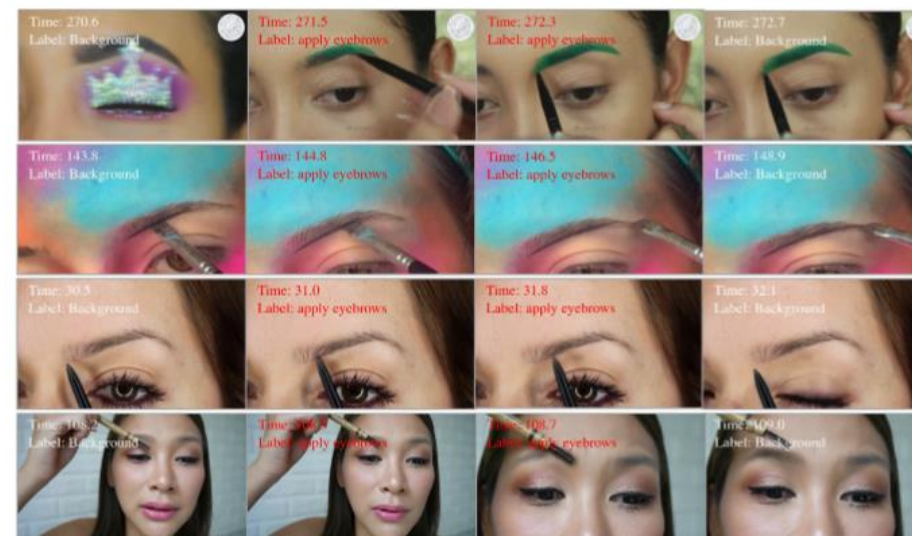 Time: 270.6
Label: Background
Time: 271.5
Label: apply eyebrows
Time: 272.3
Label: apply eyebrows
Time: 272.7
Label: Background
Time: 143.8
Label: Background
Time: 144.8
Label: apply eyebrows
Time: 146.5
Label: apply eyebrows
Time: 148.9
Label: Background
Time: 30.5
Label: Background
Time: 31.0
Label: apply eyebrows
Time: 31.8
Label: apply eyebrows
Time: 32.1
Label: Background
Time: 108.2
Label: Background
Time:
Label: apply eyebrows
Time: 108.7
Label: apply eyebrows
Time: 109.0
Label: Background